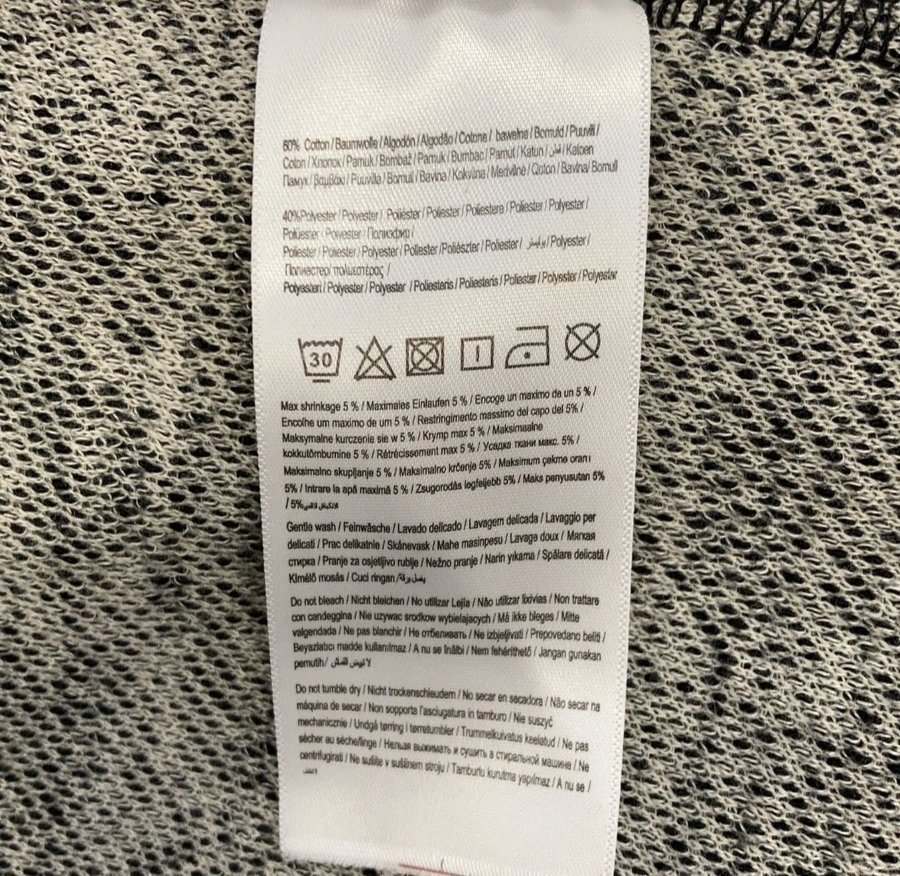 60% Cotton / Baumwolle / Algodón / Algodão / Cotone / bawełna / Bomuld / Puuvill /
Coton / Хлопок / Pamuk / Bombaž / Pamuk / Bumbac / Pamut / Katun / قطن / Katoen
Памук / βαμβάκι / Puuvilla / Bomull / Bavlna / Kokvilna / Medvilnė / Qoton / Bavlna/ Bomull
40%Polyester / Polyester / Poliéster / Poliester / Poliestere / Poliester / Polyester /
Polüester / Polyester / Полиэфир /
Poliester / Poliester / Polyester / Poliester /Poliészter / Poliester / بوليستر / Polyester /
Полиестер/ πολυεστέρας /
Polyesteri / Polyester / Polyester / Poliesteris / Poliesteris / Poliester / Polyester / Polyester
30
Max shrinkage 5 % / Maximales Einlaufen 5 % / Encoge un maximo de un 5 % /
Encolhe um maximo de um 5 % / Restringimento massimo del capo del 5% /
Maksymalne kurczenie sie w 5 % / Krymp max 5 % / Maksimaalne
kokkutõmbumine 5 % / Rétrécissement max 5 % / Усадка ткани макс. 5% /
Maksimalno skupljanje 5 % / Maksimalno krčenje 5% / Maksimum çekme oranı
5% / Intrare la apă maximă 5 % / Zsugorodás legfeljebb 5% / Maks penyusutan 5%
/ 5%
Gentle wash / Feinwäsche / Lavado delicado / Lavagem delicada / Lavaggio per
delicati / Prac delikatnie / Skånevask / Mahe masinpesu / Lavage doux / Мягкая
стирка / Pranje za osjetljivo rublje / Nežno pranje / Narin yıkama / Spălare delicată /
Kímélő mosás / Cuci ringan /
Do not bleach / Nicht bleichen / No utilizar Lejía / Não utilizar lixívias / Non trattare
con candeggina / Nie uzywac srodkow wybielajacych / Må ikke bleges / Mitte
valgendada / Ne pas blanchir / Не отбеливать / Ne izbjeljivati / Prepovedano beliti /
Beyazlatıcı madde kullanılmaz / A nu se înălbi / Nem fehéríthető / Jangan gunakan
pemutih/
Do not tumble dry / Nicht trockenschleudern / No secar en secadora / Não secar na
máquina de secar / Non sopporta l'asciugatura in tamburo / Nie suszyć
mechanicznie / Undgå tørring i tørretumbler / Trummelkuivatus keelatud / Ne pas
sécher au sèchelinge / Нельзя выжимать и сушить в стиральной машине / Ne
centrifugirati / Ne sušite v sušilnem stroju / Tamburlu kurutma yapılmaz / A nu se /